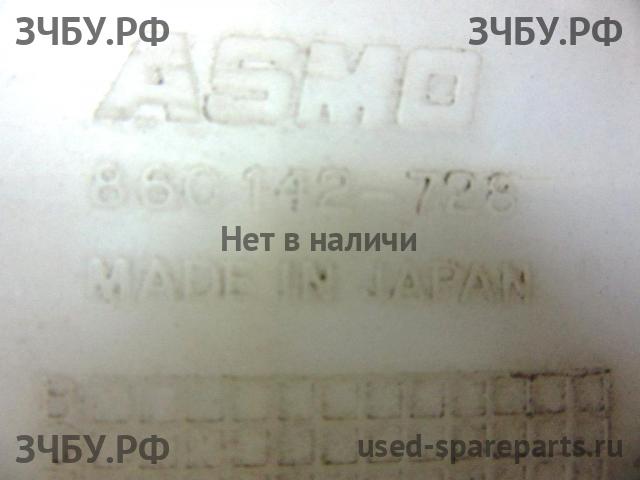 ЗЧБУ.РФ ЗЧБУ.РФ
ASMO
860142-728
Нет в наличи
MADE IN JAPAN
ЗЧБУ.РФ used-spareparts.ru